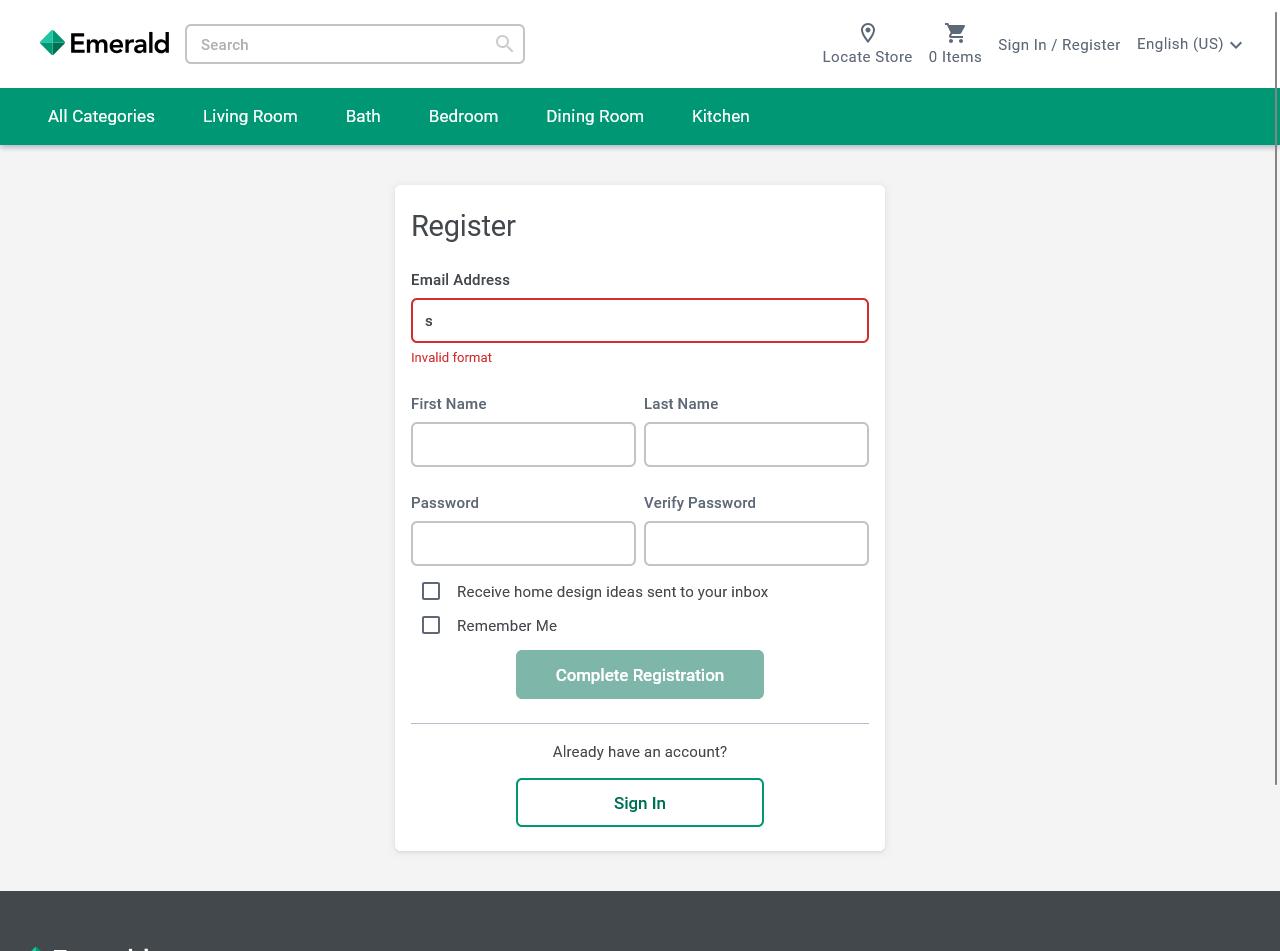 Emerald
Search
Locate Store
0 Items
Sign In / Register
English (US)
All Categories
Living Room
Bath
Bedroom
Dining Room
Kitchen
Register
Email Address
s
Invalid format
First Name
Last Name
Password
Verify Password
Receive home design ideas sent to your inbox
Remember Me
Complete Registration
Already have an account?
Sign In